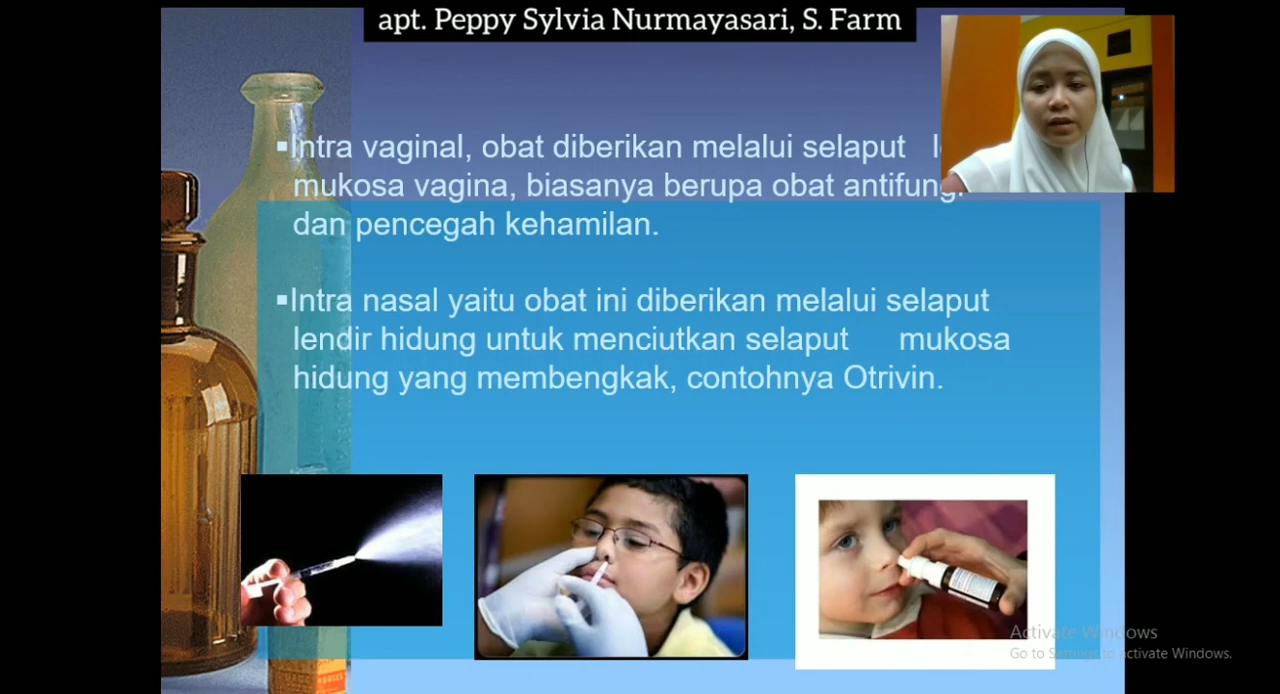 apt. Peppy Sylvia Nurmayasari, S. Farm
▪Intra vaginal, obat diberikan melalui selaput
mukosa vagina, biasanya berupa obat antifungi
dan pencegah kehamilan.
▪Intra nasal yaitu obat ini diberikan melalui selaput
lendir hidung untuk menciutkan selaput mukosa
hidung yang membengkak, contohnya Otrivin.
Activate Windows
Go to Settings to activate Windows.